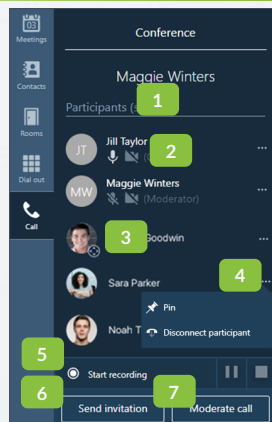 03
Meetings
Contacts
Rooms
Dial out
Call
Conference
Maggie Winters
Participants (
1
JT
Jill Taylor
2
(
MW
Maggie Winters
(Moderator)
3
Goodwin
Sara Parker
4
Noah T
Pin
Disconnect participant
5
Start recording
6
7
Send invitation
Moderate call